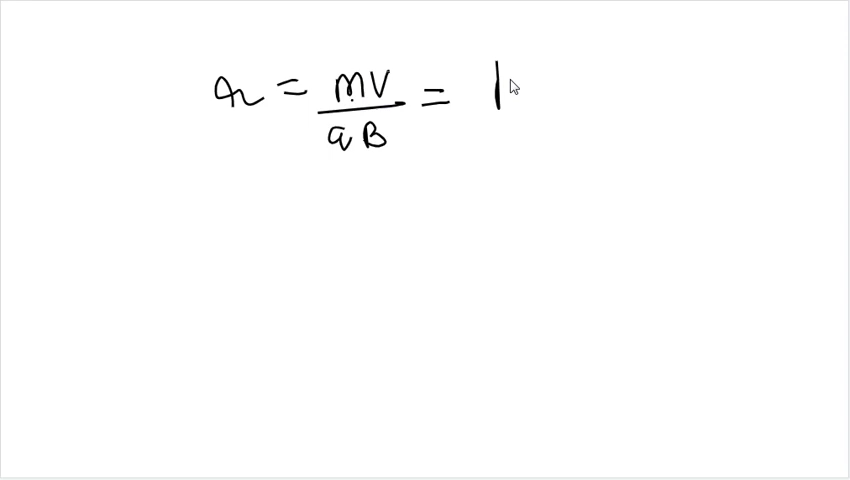 r = mv / qB = 1